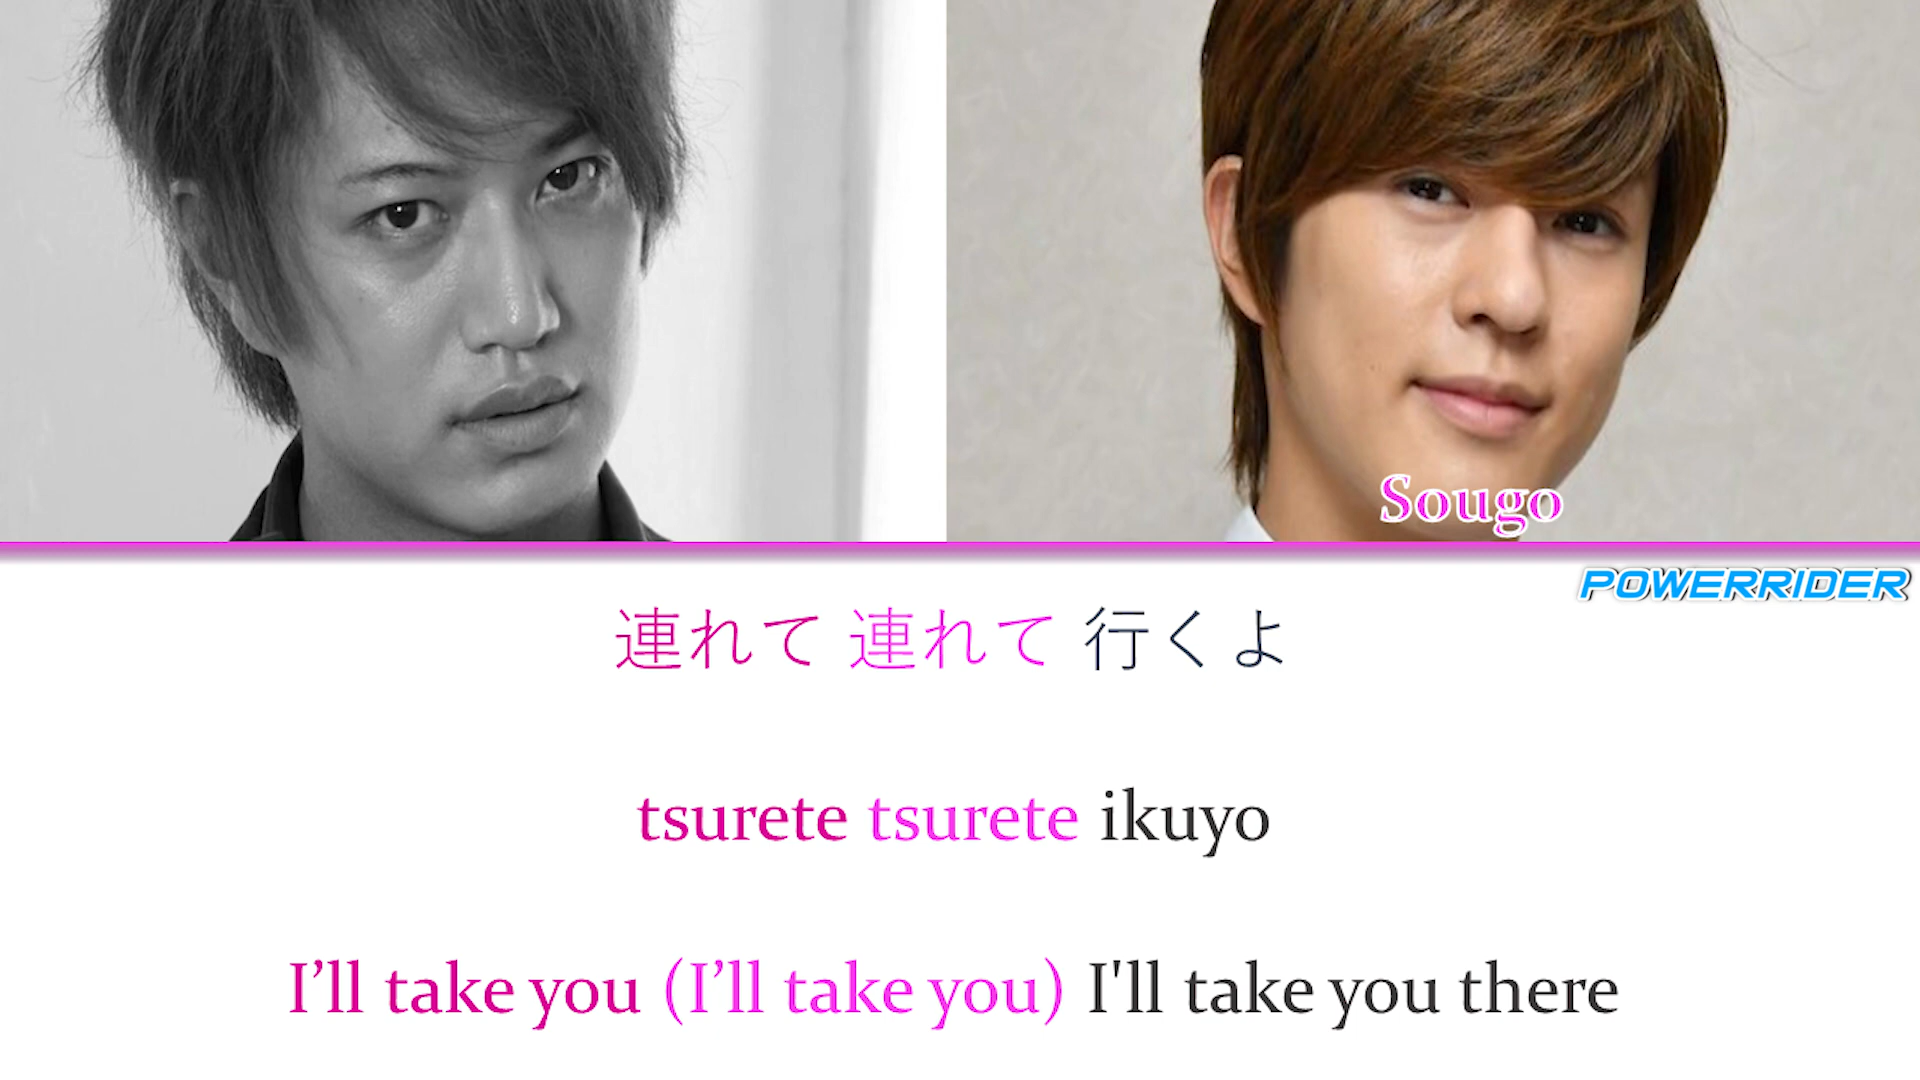 Sougo
POWERRIDER
連れて 連れて 行くよ
tsurete tsurete ikuyo
I’ll take you (I’ll take you) I'll take you there